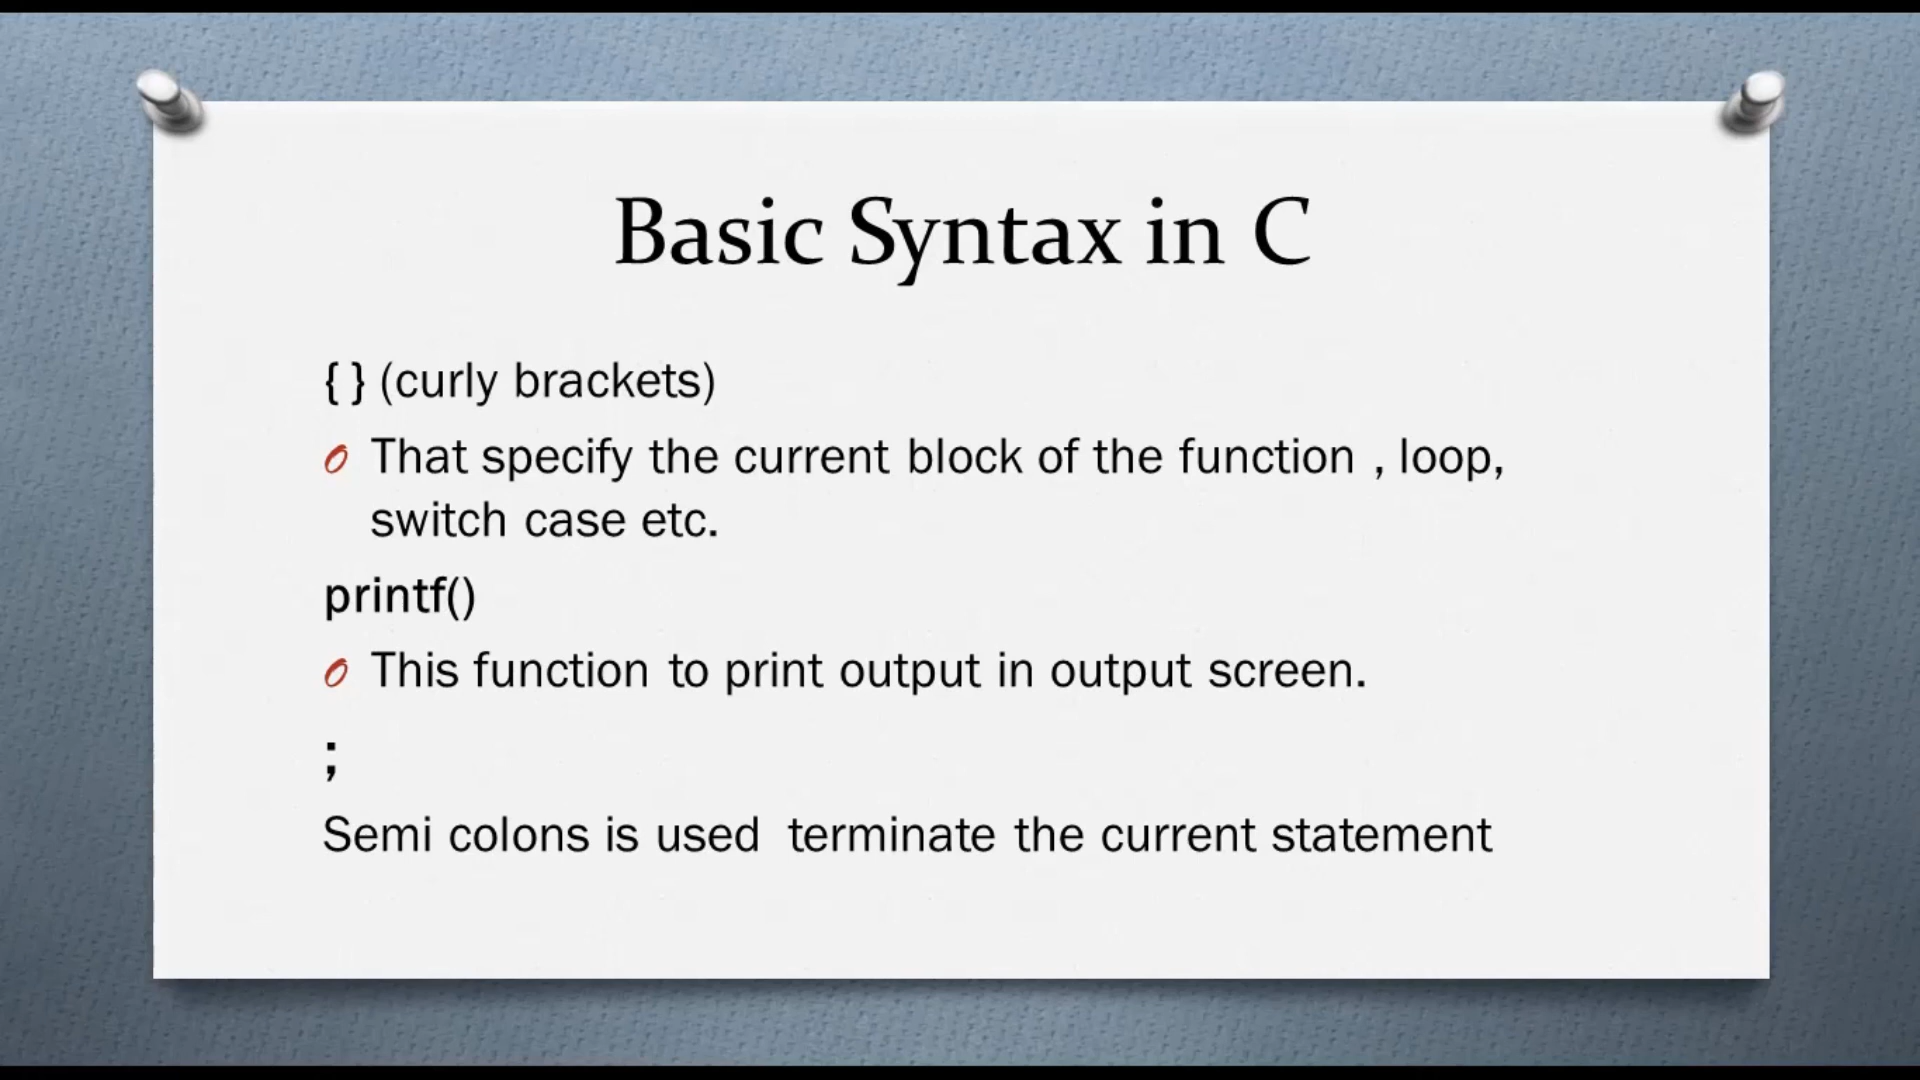 Basic Syntax in C
{ } (curly brackets)
That specify the current block of the function , loop,
switch case etc.
printf()
This function to print output in output screen.
;
Semi colons is used  terminate the current statement